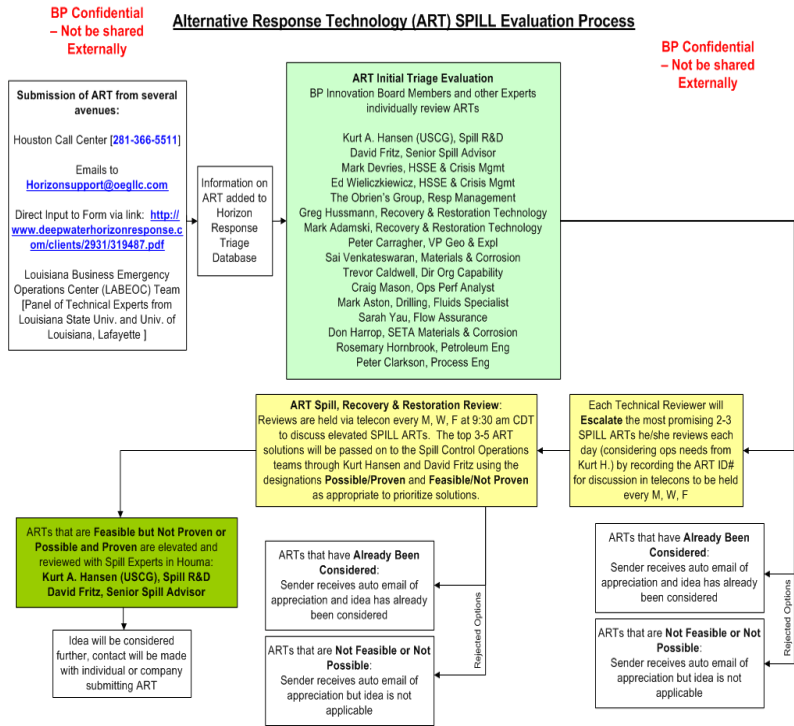 BP Confidential
– Not be shared
Externally
Alternative Response Technology (ART) SPILL Evaluation Process
BP Confidential
– Not be shared
Externally
Submission of ART from several
avenues:
Houston Call Center [281-366-5511]
Emails to
Horizonsupport@oegllc.com
Direct Input to Form via link: http://
www.deepwaterhorizonresponse.c
om/clients/2931/319487.pdf
Louisiana Business Emergency
Operations Center (LABEOC) Team
[Panel of Technical Experts from
Louisiana State Univ. and Univ. of
Louisiana, Lafayette ]
Information on
ART added to
Horizon
Response
Triage
Database
ART Initial Triage Evaluation
BP Innovation Board Members and other Experts
individually review ARTs
Kurt A. Hansen (USCG), Spill R&D
David Fritz, Senior Spill Advisor
Mark Devries, HSSE & Crisis Mgmt
Ed Wieliczkiewicz, HSSE & Crisis Mgmt
The Obrien's Group, Resp Management
Greg Hussmann, Recovery & Restoration Technology
Mark Adamski, Recovery & Restoration Technology
Peter Carragher, VP Geo & Expl
Sai Venkateswaran, Materials & Corrosion
Trevor Caldwell, Dir Org Capability
Craig Mason, Ops Perf Analyst
Mark Aston, Drilling, Fluids Specialist
Sarah Yau, Flow Assurance
Don Harrop, SETA Materials & Corrosion
Rosemary Hornbrook, Petroleum Eng
Peter Clarkson, Process Eng
Each Technical Reviewer will
Escalate the most promising 2-3
SPILL ARTs he/she reviews each
day (considering ops needs from
Kurt H.) by recording the ART ID#
for discussion in telecons to be held
every M, W, F
ART Spill, Recovery & Restoration Review:
Reviews are held via telecon every M, W, F at 9:30 am CDT
to discuss elevated SPILL ARTs. The top 3-5 ART
solutions will be passed on to the Spill Control Operations
teams through Kurt Hansen and David Fritz using the
designations Possible/Proven and Feasible/Not Proven
as appropriate to prioritize solutions.
ARTs that are Feasible but Not Proven or
Possible and Proven are elevated and
reviewed with Spill Experts in Houma:
Kurt A. Hansen (USCG), Spill R&D
David Fritz, Senior Spill Advisor
Idea will be considered
further, contact will be made
with individual or company
submitting ART
ARTs that have Already Been
Considered:
Sender receives auto email of
appreciation and idea has already
been considered
ARTs that are Not Feasible or Not
Possible:
Sender receives auto email of
appreciation but idea is not
applicable
Rejected Options
ARTs that have Already Been
Considered:
Sender receives auto email of
appreciation and idea has already
been considered
ARTs that are Not Feasible or Not
Possible:
Sender receives auto email of
appreciation but idea is not
applicable
Rejected Options